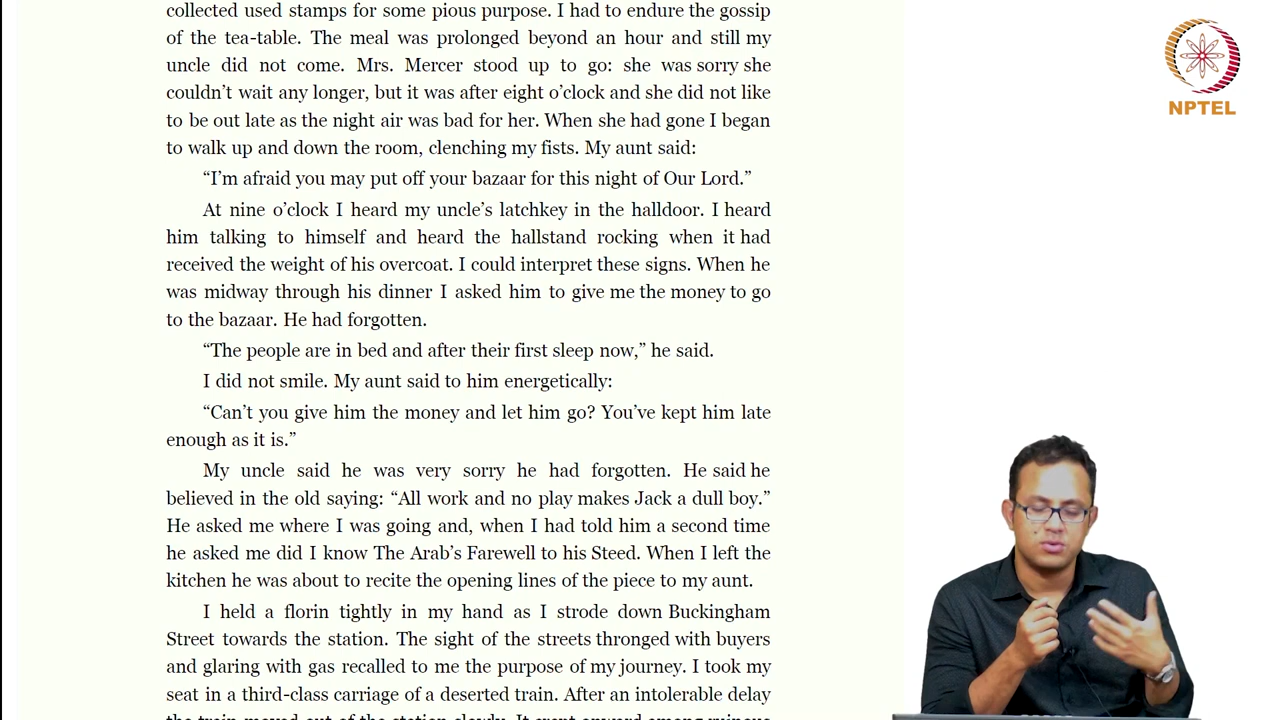 collected used stamps for some pious purpose. I had to endure the gossip
of the tea-table. The meal was prolonged beyond an hour and still my
uncle did not come. Mrs. Mercer stood up to go: she was sorry she
couldn’t wait any longer, but it was after eight o’clock and she did not like
to be out late as the night air was bad for her. When she had gone I began
to walk up and down the room, clenching my fists. My aunt said:
“I’m afraid you may put off your bazaar for this night of Our Lord.”
At nine o’clock I heard my uncle’s latchkey in the halldoor. I heard
him talking to himself and heard the hallstand rocking when it had
received the weight of his overcoat. I could interpret these signs. When he
was midway through his dinner I asked him to give me the money to go
to the bazaar. He had forgotten.
“The people are in bed and after their first sleep now,” he said.
I did not smile. My aunt said to him energetically:
“Can’t you give him the money and let him go? You’ve kept him late
enough as it is.”
My uncle said he was very sorry he had forgotten. He said he
believed in the old saying: “All work and no play makes Jack a dull boy.”
He asked me where I was going and, when I had told him a second time
he asked me did I know The Arab’s Farewell to his Steed. When I left the
kitchen he was about to recite the opening lines of the piece to my aunt.
I held a florin tightly in my hand as I strode down Buckingham
Street towards the station. The sight of the streets thronged with buyers
and glaring with gas recalled to me the purpose of my journey. I took my
seat in a third-class carriage of a deserted train. After an intolerable delay
the train moved out of the station slowly. It crept onward among ruinous
NPTEL